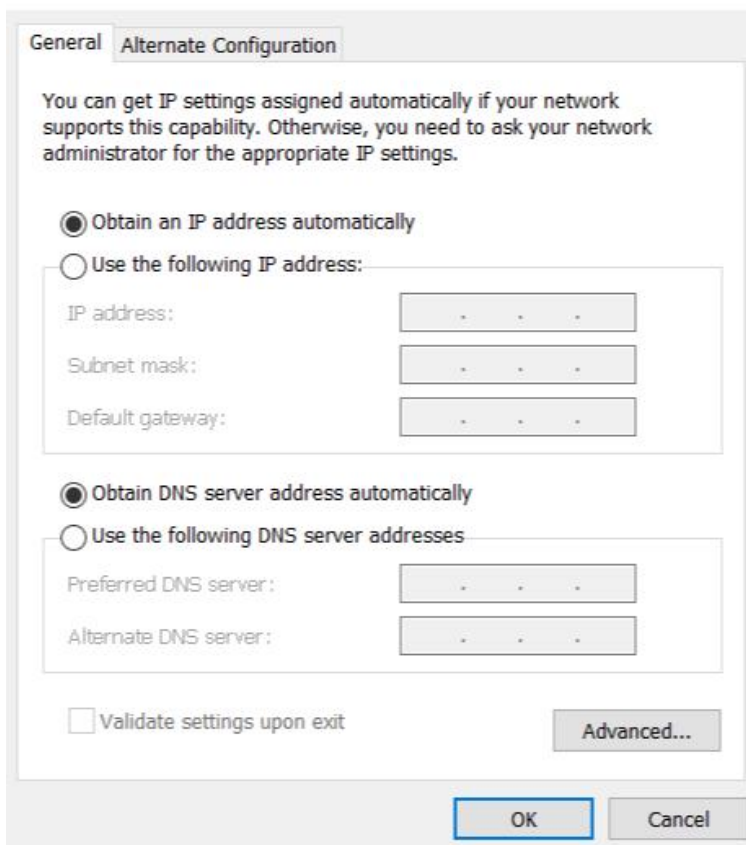 General
Alternate Configuration
You can get IP settings assigned automatically if your network
supports this capability. Otherwise, you need to ask your network
administrator for the appropriate IP settings.
Obtain an IP address automatically
Use the following IP address:
IP address:
Subnet mask:
Default gateway:
Obtain DNS server address automatically
Use the following DNS server addresses
Preferred DNS server:
Alternate DNS server:
Validate settings upon exit
Advanced...
OK
Cancel